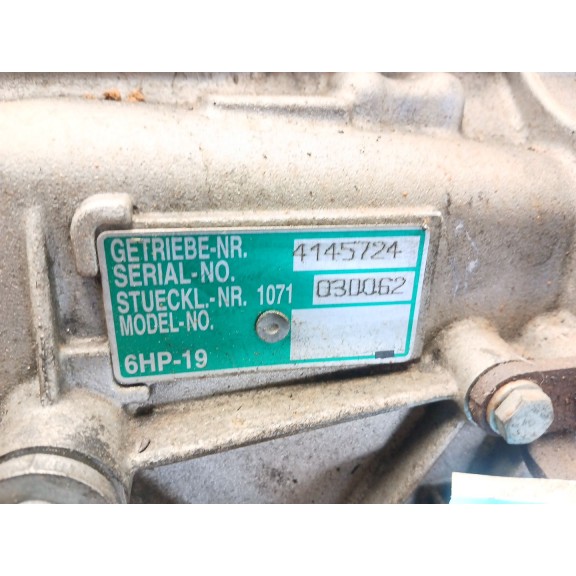 GETRIEBE-NR. 4145724
SERIAL-NO.
STUECKL.-NR. 1071 030062
MODEL-NO.
6HP-19